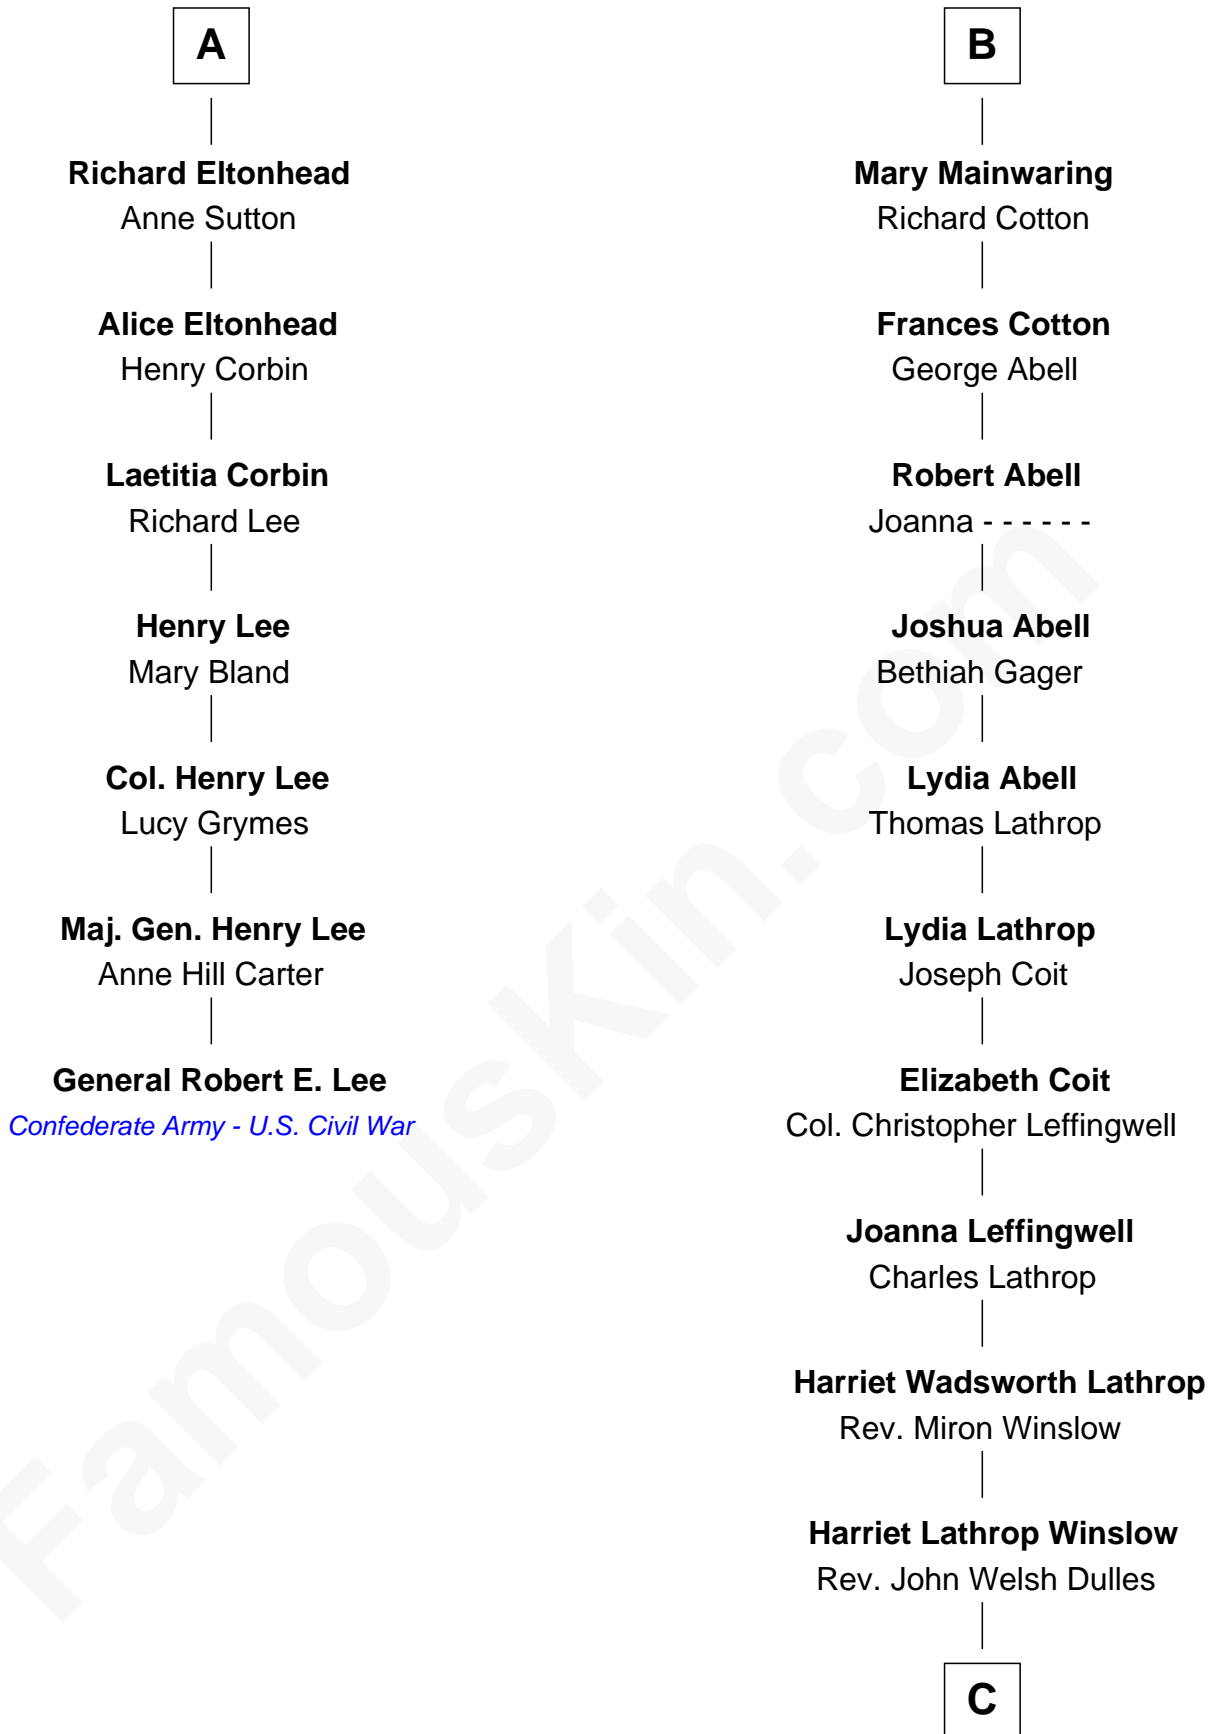 A
Richard Eltonhead
Anne Sutton
Alice Eltonhead
Henry Corbin
Laetitia Corbin
Richard Lee
Henry Lee
Mary Bland
Col. Henry Lee
Lucy Grymes
Maj. Gen. Henry Lee
Anne Hill Carter
General Robert E. Lee
Confederate Army - U.S. Civil War
B
Mary Mainwaring
Richard Cotton
Frances Cotton
George Abell
Robert Abell
Joanna - - - - - -
Joshua Abell
Bethiah Gager
Lydia Abell
Thomas Lathrop
Lydia Lathrop
Joseph Coit
Elizabeth Coit
Col. Christopher Leffingwell
Joanna Leffingwell
Charles Lathrop
Harriet Wadsworth Lathrop
Rev. Miron Winslow
Harriet Lathrop Winslow
Rev. John Welsh Dulles
C
FamousKin.com